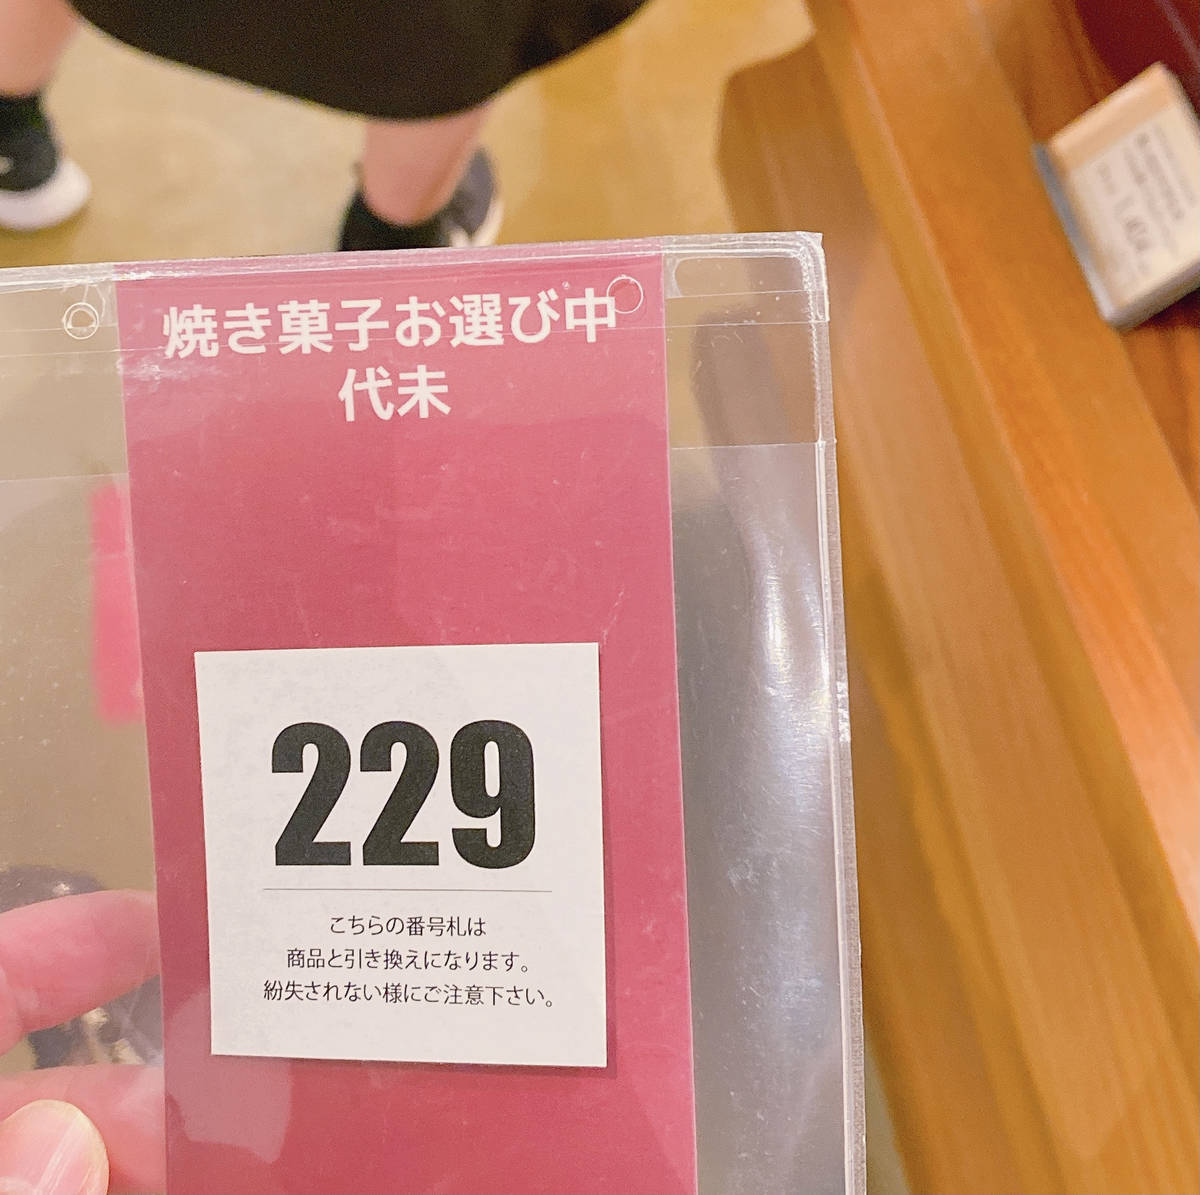 焼き菓子お選び中
代未
229
こちらの番号札は
商品と引き換えになります。
紛失されない様にご注意下さい。